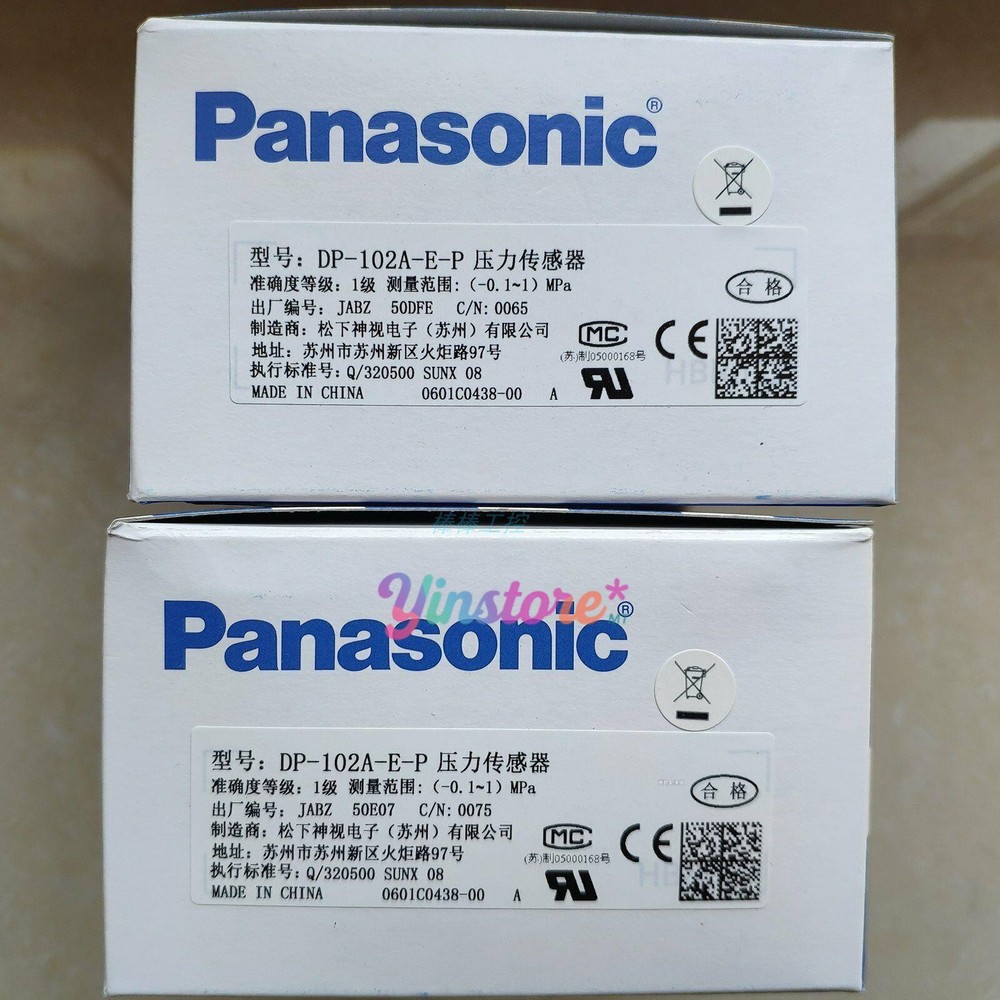 Panasonic®
型号：DP-102A-E-P 压力传感器
准确度等级：1级 测量范围：(-0.1~1) MPa
合格
出厂编号：JABZ 50DFE C/N：0065
制造商：松下神视电子（苏州）有限公司
MC CE
地址：苏州市苏州新区火炬路97号
(苏)制05000168号
执行标准号：Q/320500 SUNX 08
MADE IN CHINA 0601C0438-00 A
棒棒工控
Yinstore*
MY
Panasonic®
型号：DP-102A-E-P 压力传感器
准确度等级：1级 测量范围：(-0.1~1) MPa
合格
出厂编号：JABZ 50E07 C/N：0075
制造商：松下神视电子（苏州）有限公司
MC CE
地址：苏州市苏州新区火炬路97号
(苏)制05000168号
执行标准号：Q/320500 SUNX 08
MADE IN CHINA 0601C0438-00 A